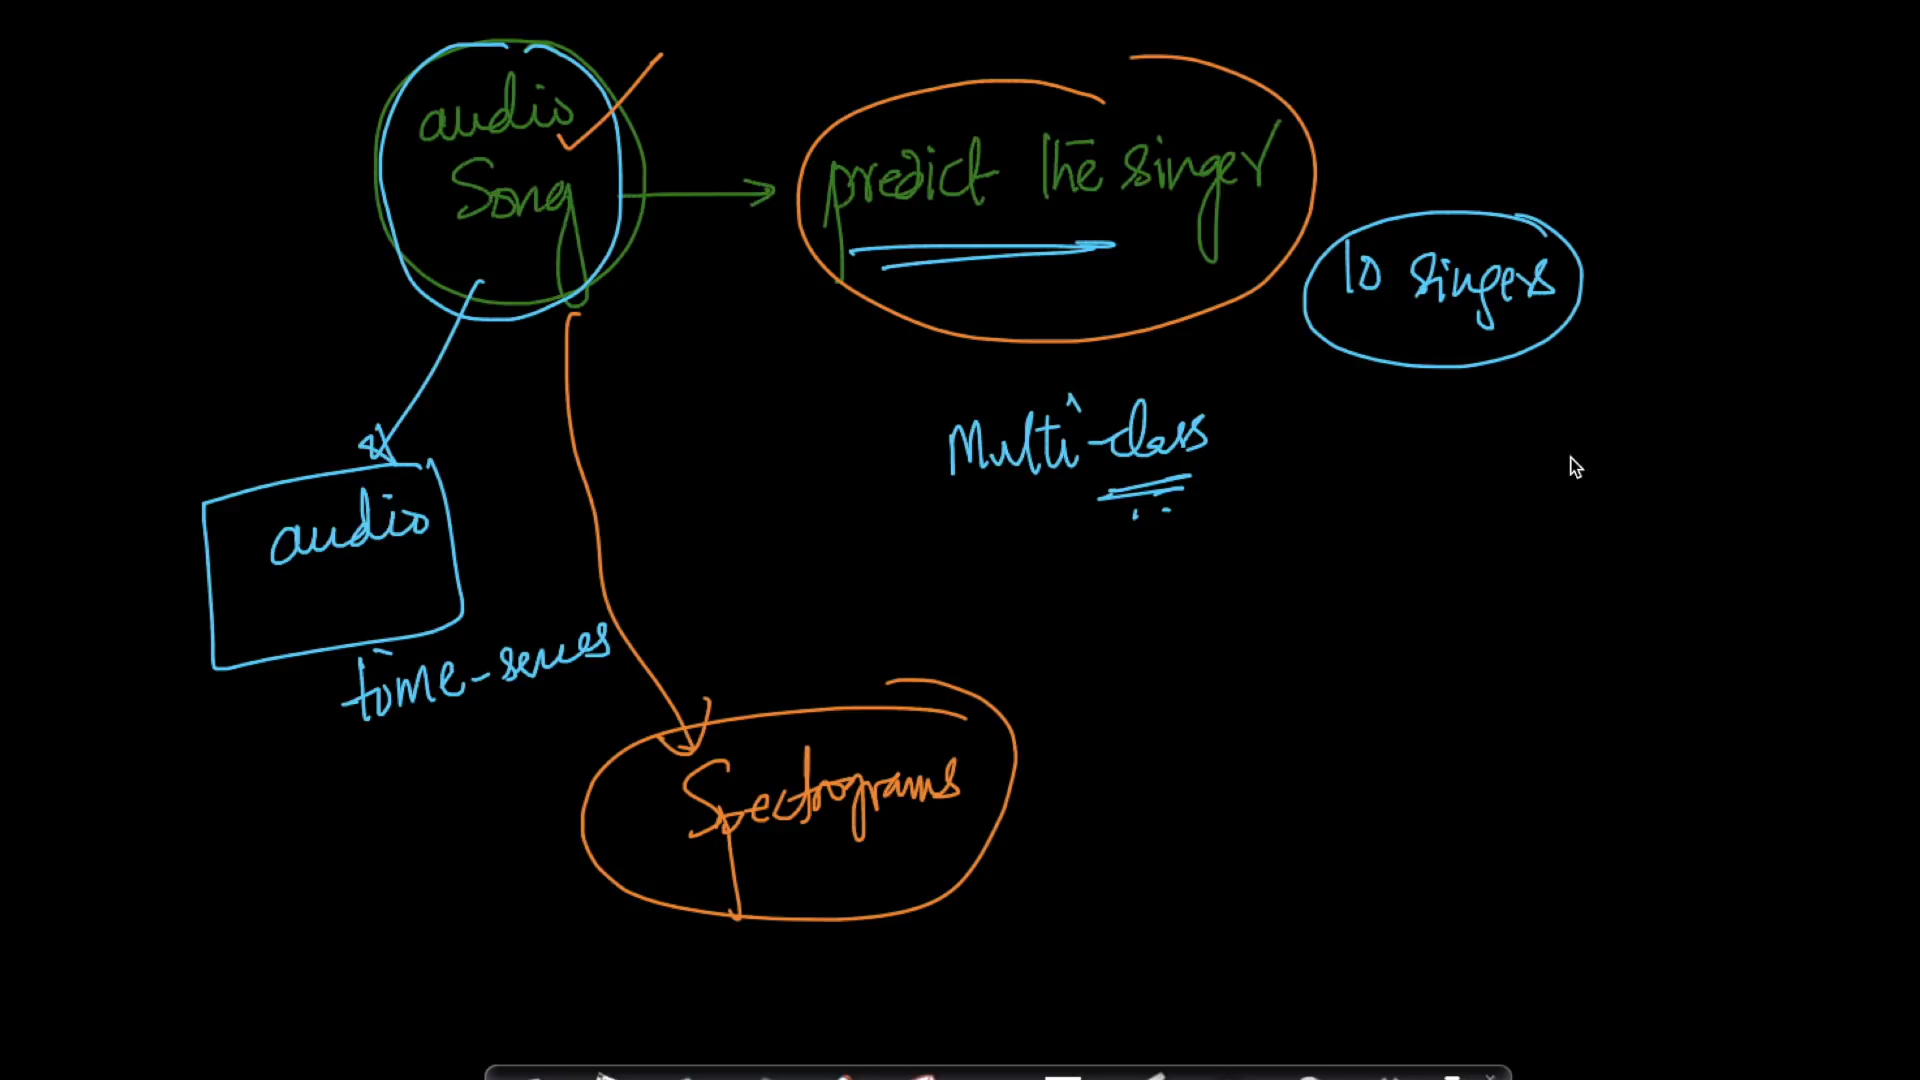 audio
Song
predict the singer
10 singers
Multi-class
audio
time-series
Spectrograms